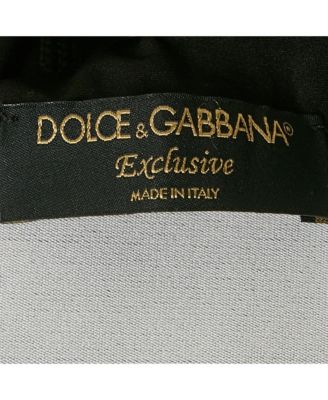 DOLCE & GABBANA®
Exclusive
MADE IN ITALY